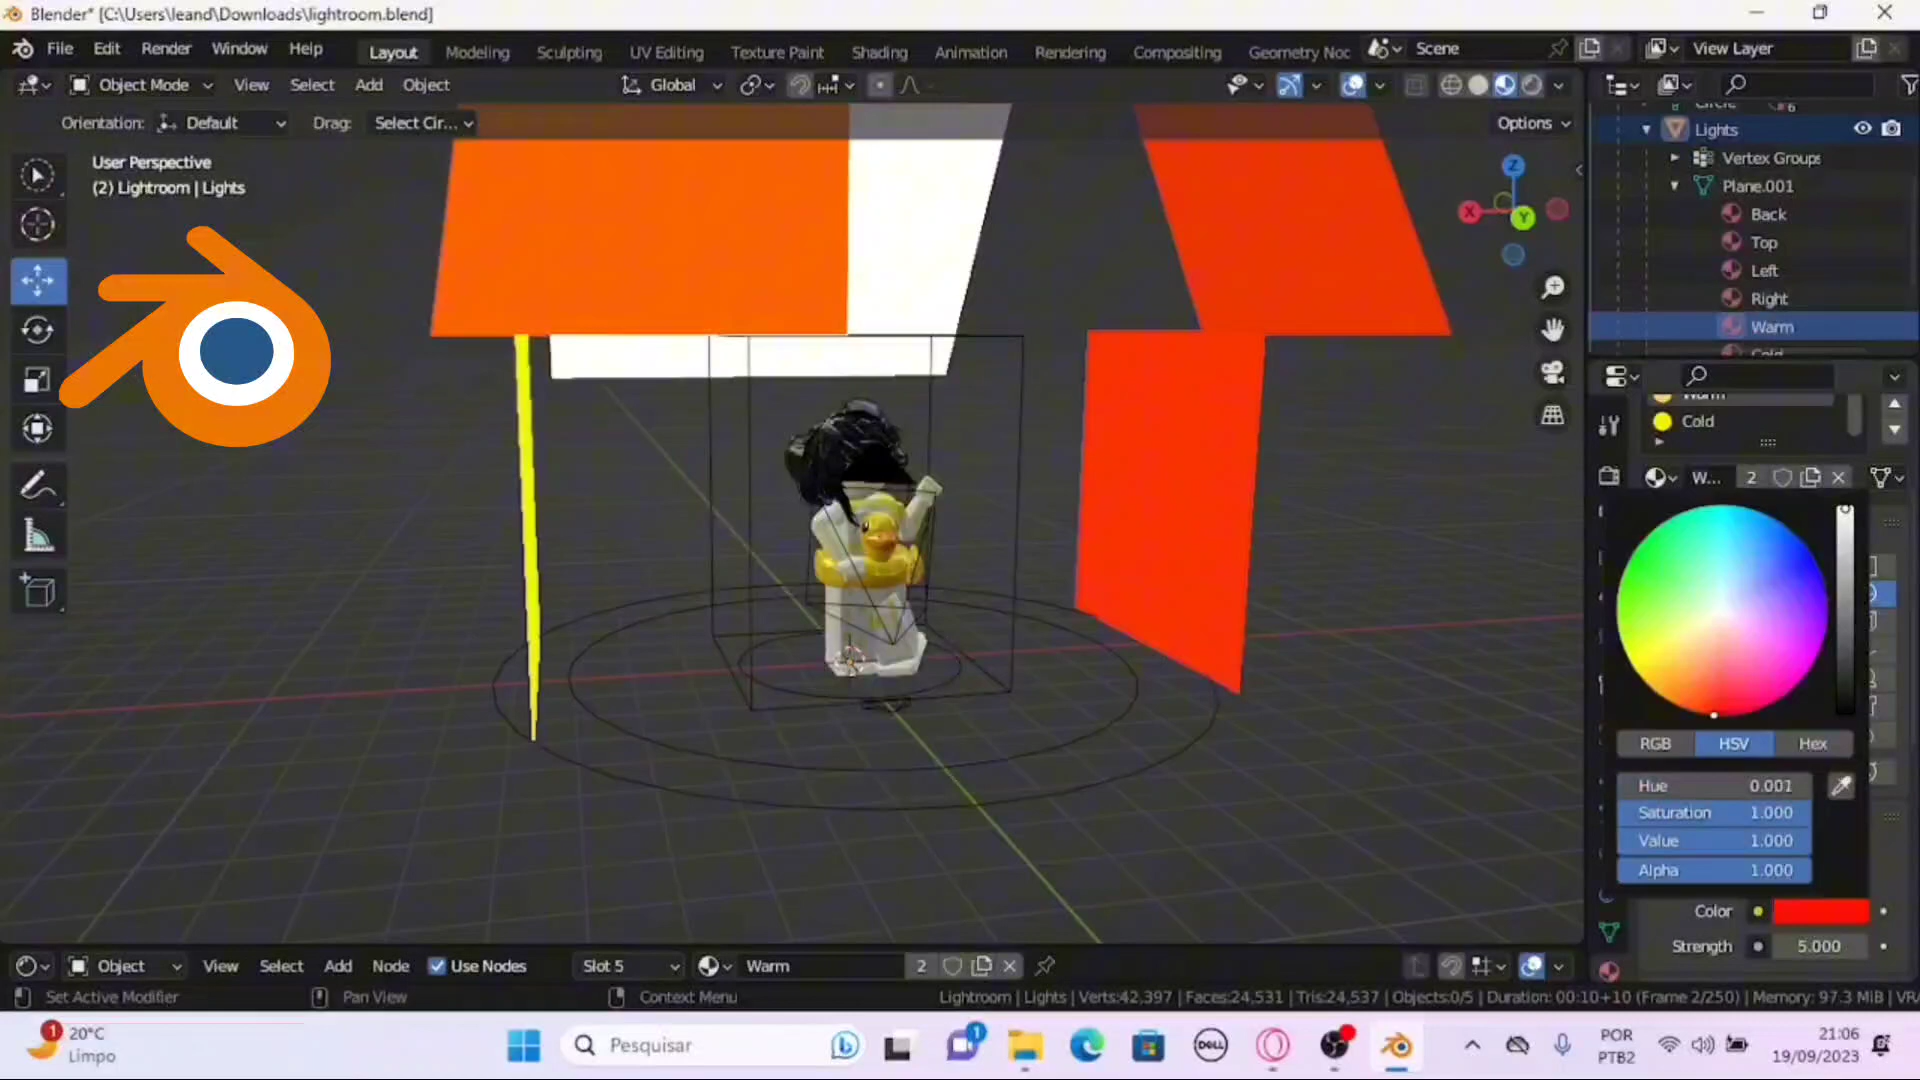 Blender* [C:\Users\leand\Downloads\lightroom.blend]
File Edit Render Window Help Layout Modeling Sculpting UV Editing Texture Paint Shading Animation Rendering Compositing Geometry Noc Scene View Layer
Object Mode View Select Add Object Global
Orientation: Default Drag: Select Cir... Options
User Perspective
(2) Lightroom | Lights
Z
X
Y
Lights
Vertex Groups
Plane.001
Back
Top
Left
Right
Warm
Cold
Warm
Cold
W... 2
RGB HSV Hex
Hue 0.001
Saturation 1.000
Value 1.000
Alpha 1.000
Color
Strength 5.000
Object View Select Add Node Use Nodes Slot 5 Warm 2
Set Active Modifier Pan View Context Menu Lightroom | Lights | Verts:42,397 | Faces:24,531 | Tris:24,537 | Objects:0/5 | Duration: 00:10+10 (Frame 2/250) | Memory: 97.3 MiB | VRA
1 20°C
Limpo
Pesquisar
1
DELL
POR
PTB2
21:06
19/09/2023